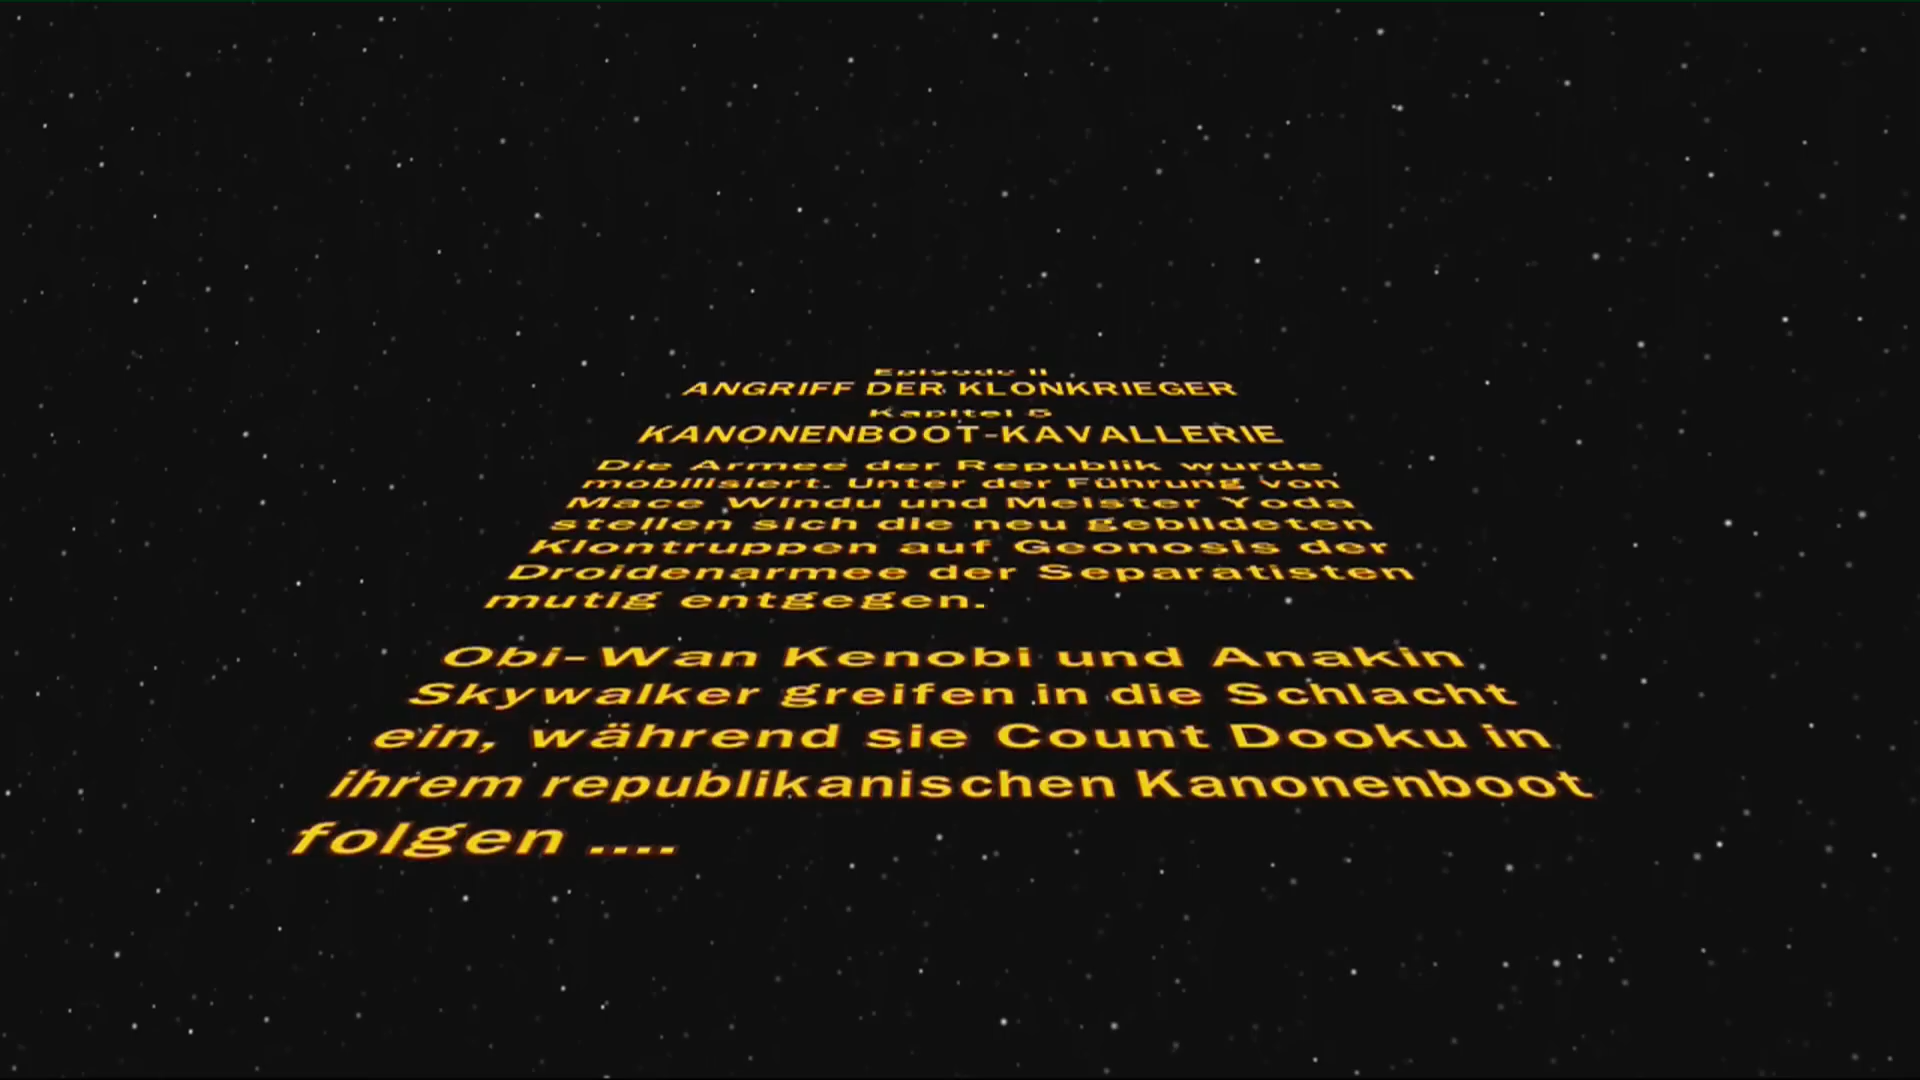 Episode II
ANGRIFF DER KLONKRIEGER
Kapitel 5
KANONENBOOT-KAVALLERIE
Die Armee der Republik wurde
mobilisiert. Unter der Führung von
Mace Windu und Meister Yoda
stellen sich die neu gebildeten
Klontruppen auf Geonosis der
Droidenarmee der Separatisten
mutig entgegen.
Obi-Wan Kenobi und Anakin
Skywalker greifen in die Schlacht
ein, während sie Count Dooku in
ihrem republikanischen Kanonenboot
folgen ....